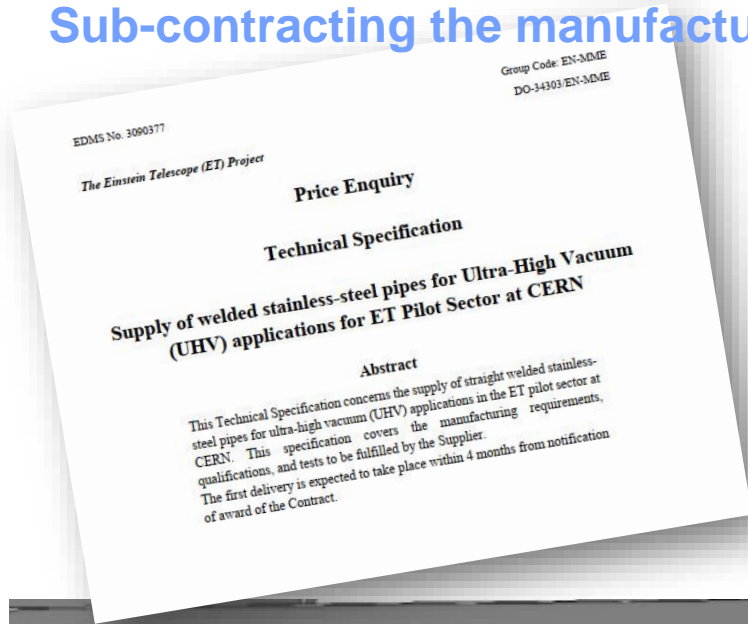 Sub-contracting the manufactu
Group Code: EN-MME
DO-34303/EN-MME
EDMS No. 3090377
The Einstein Telescope (ET) Project
Price Enquiry
Technical Specification
Supply of welded stainless-steel pipes for Ultra-High Vacuum
(UHV) applications for ET Pilot Sector at CERN
Abstract
This Technical Specification concerns the supply of straight welded stainless-
steel pipes for ultra-high vacuum (UHV) applications in the ET pilot sector at
CERN. This specification covers the manufacturing requirements,
qualifications, and tests to be fulfilled by the Supplier.
The first delivery is expected to take place within 4 months from notification
of award of the Contract.